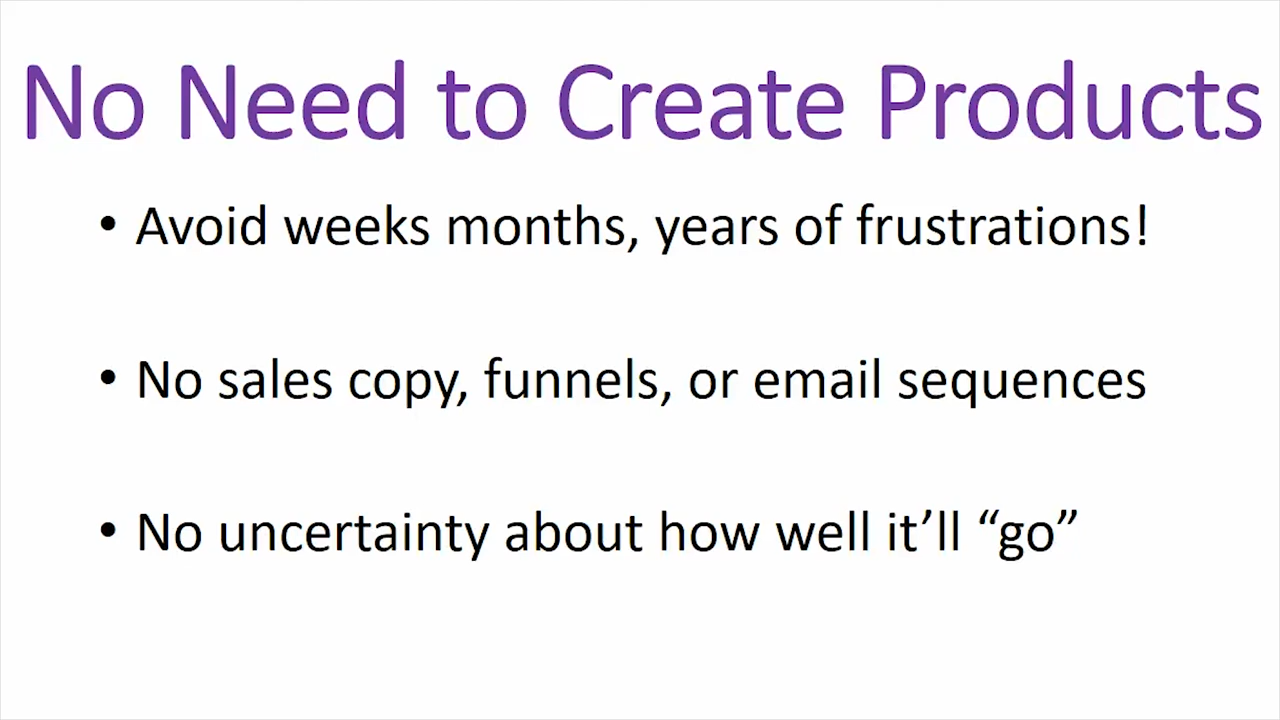 No Need to Create Products
• Avoid weeks months, years of frustrations!
• No sales copy, funnels, or email sequences
• No uncertainty about how well it’ll “go”